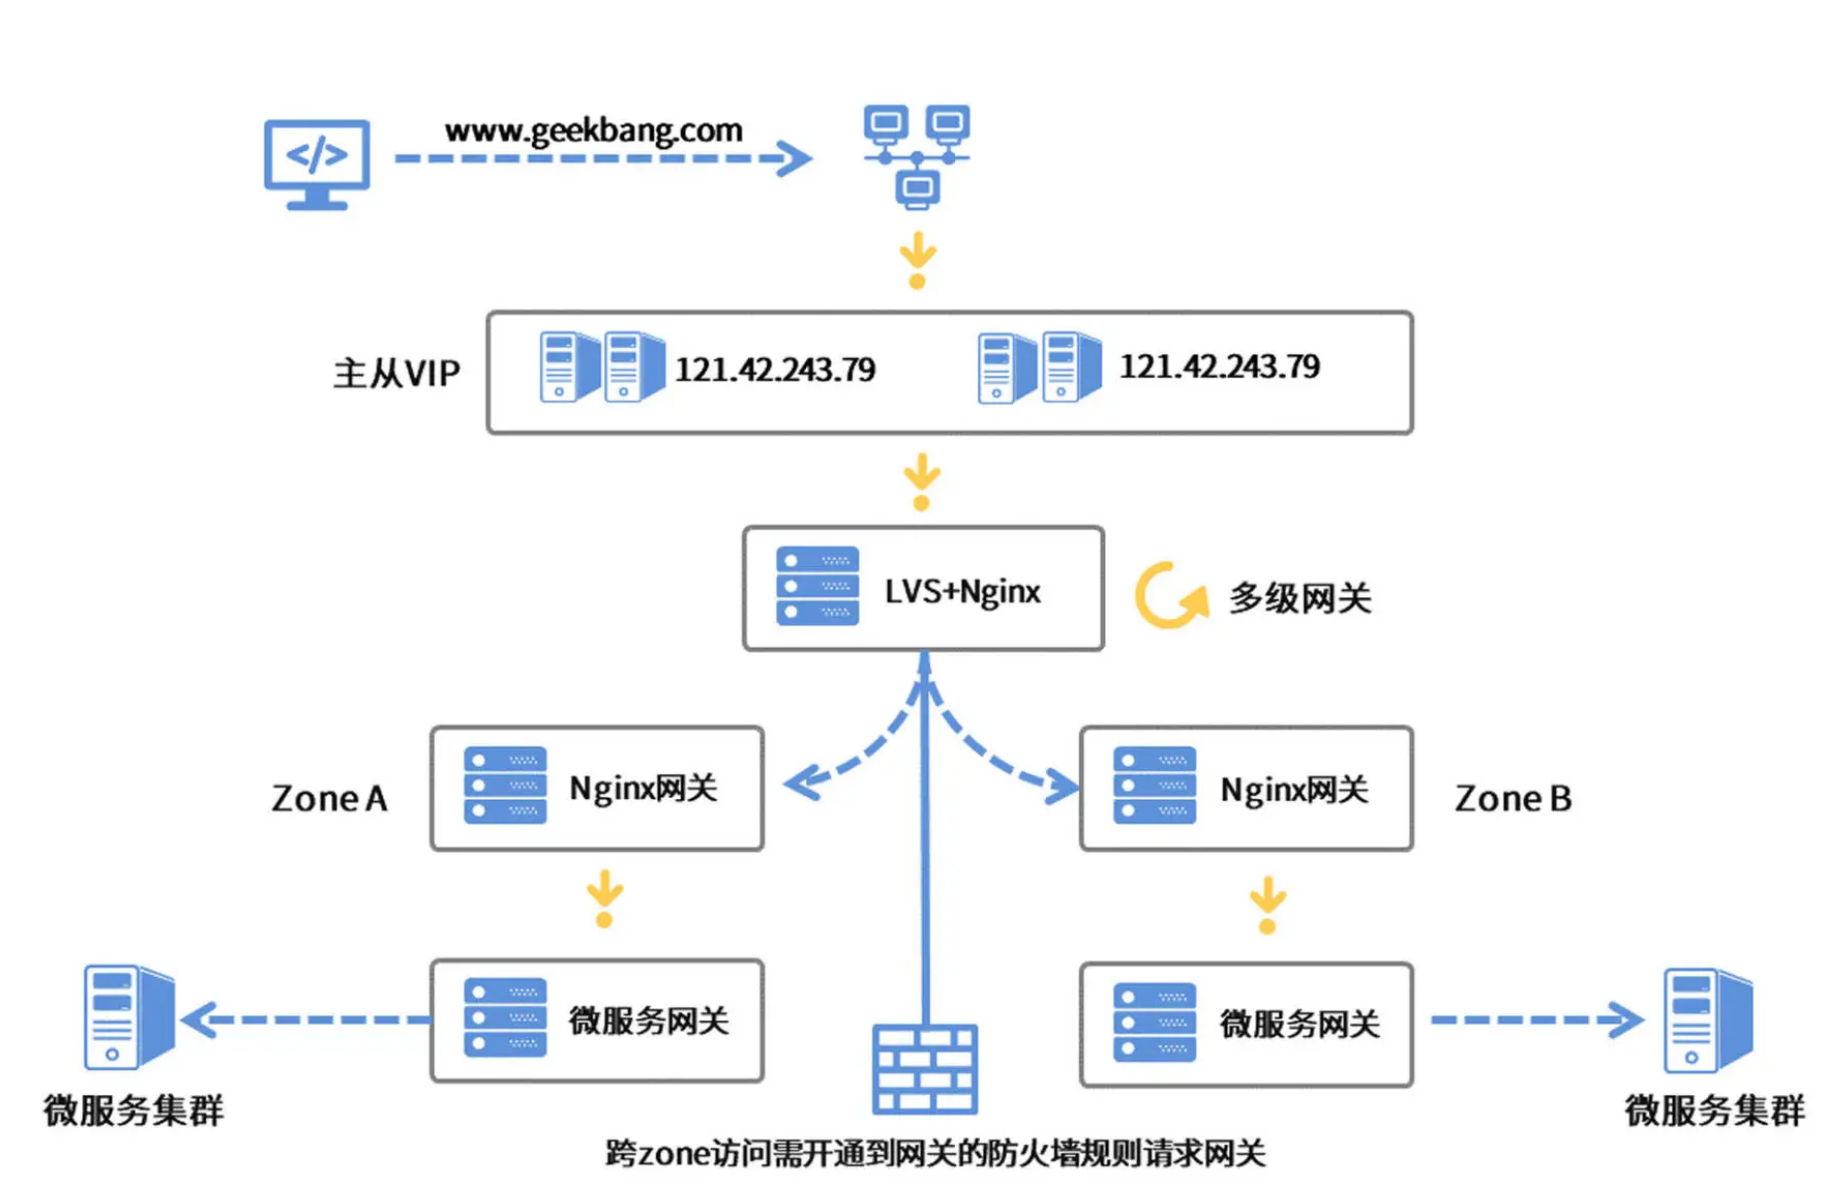 www.geekbang.com
主从VIP
121.42.243.79
121.42.243.79
LVS+Nginx
多级网关
Zone A
Nginx网关
Nginx网关
Zone B
微服务网关
微服务网关
微服务集群
微服务集群
跨zone访问需开通到网关的防火墙规则请求网关